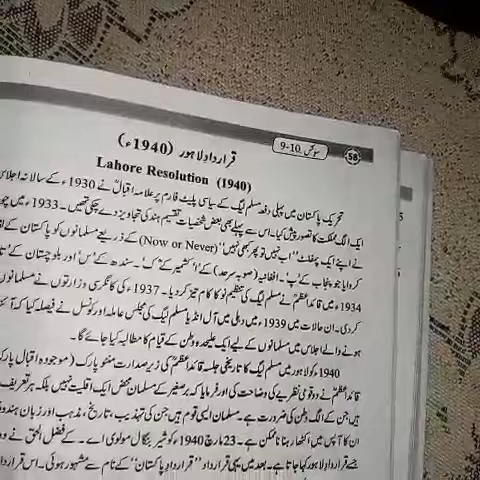 58
سوکس 10-9
قراردادِ لاہور (1940ء)
Lahore Resolution (1940)
تحریک پاکستان میں پہلی دفعہ مسلم لیگ کے سیاسی پلیٹ فارم پر علامہ اقبالؒ نے 1930ء کے سالانہ اجلاس
ایک الگ مملکت کا تصور پیش کیا۔ اس سے پہلے بھی بعض شخصیات تقسیم ہند کی تجاویز دے چکی تھیں۔ 1933ء میں
نے اپنے ایک پمفلٹ "اب نہیں تو پھر کبھی نہیں" (Now or Never) کے ذریعے مسلمانوں کو پاکستان کے
کروایا جو پنجاب کے 'پ'۔ افغانیہ (صوبہ سرحد) کے 'ا' کشمیر کے 'ک'۔ سندھ کے 'س' اور بلوچستان کے
1934ء میں قائداعظمؒ نے مسلم لیگ کی تنظیم نو کا کام تیز کر دیا۔ 1937ء کی کانگرسی وزارتوں نے مسلمانوں
کر دی۔ ان حالات میں 1939ء میں دہلی میں آل انڈیا مسلم لیگ کی مجلس عاملہ اور کونسل نے فیصلہ کیا کہ
ہونے والے اجلاس میں مسلمانوں کے لیے ایک علیحدہ وطن کے قیام کا مطالبہ کیا جائے گا۔
1940ء کو لاہور میں مسلم لیگ کا تاریخی جلسہ قائداعظمؒ کی زیر صدارت منٹو پارک (موجودہ اقبال پارک
قائداعظمؒ نے دو قومی نظریے کی وضاحت کی اور فرمایا کہ برصغیر کے مسلمان محض ایک اقلیت نہیں بلکہ ہر تعریف
ہیں جن کے الگ وطن کی ضرورت ہے۔ مسلمان ایسی قوم ہیں جن کی تہذیب، تاریخ، مذہب اور زبان ہندو
ان کا آپس میں اکٹھا رہنا ناممکن ہے۔ 23 مارچ 1940ء کو شیر بنگال مولوی اے۔ کے فضل الحق نے
جسے قرارداد لاہور کہا جاتا ہے۔ بعد میں یہی قرارداد "قرارداد پاکستان" کے نام سے مشہور ہوئی۔ اس قرارداد